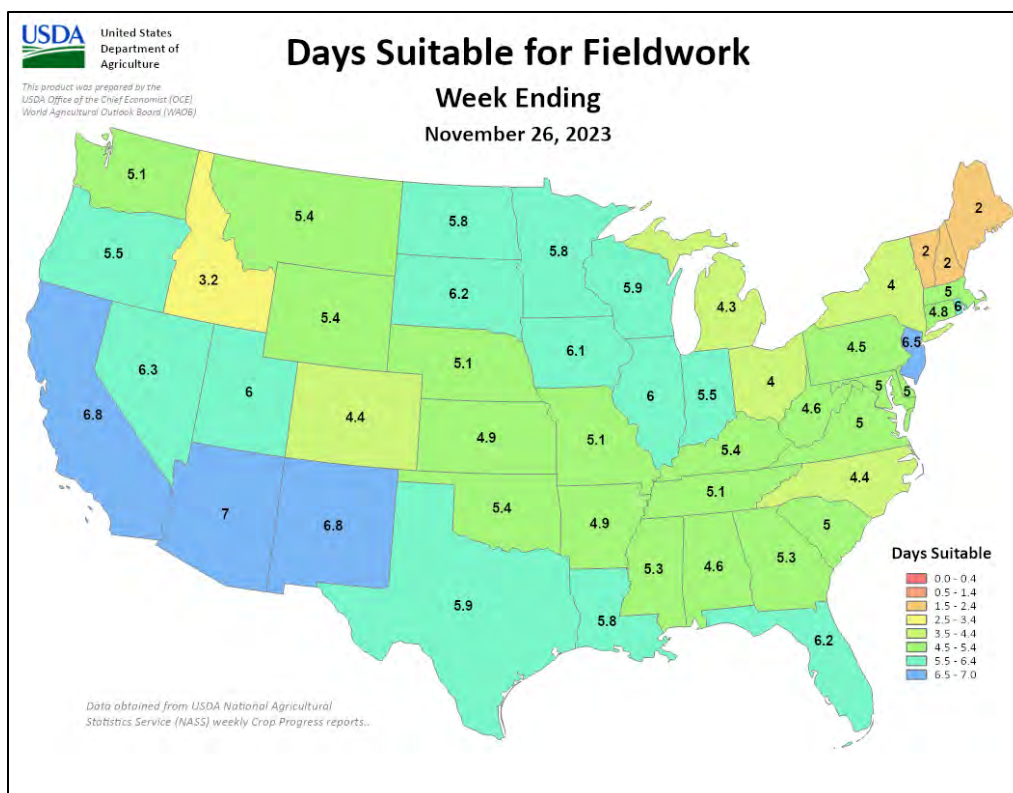 USDA
United States
Department of
Agriculture
This product was prepared by the
USDA Office of the Chief Economist (OCE)
World Agricultural Outlook Board (WAOB)
Days Suitable for Fieldwork
Week Ending
November 26, 2023
5.1
5.4
5.8
5.8
2
2
2
5.5
3.2
6.2
5.9
4.3
4
5
4.8
6
5.4
6.1
5.1
4.5
6.5
6.3
6
6
5.5
4
5
5
6.8
4.4
4.9
5.1
4.6
5
5.4
4.4
7
6.8
5.4
4.9
5.1
5
5.3
4.6
5.3
5.9
5.8
6.2
Days Suitable
0.0 - 0.4
0.5 - 1.4
1.5 - 2.4
2.5 - 3.4
3.5 - 4.4
4.5 - 5.4
5.5 - 6.4
6.5 - 7.0
Data obtained from USDA National Agricultural
Statistics Service (NASS) weekly Crop Progress reports..